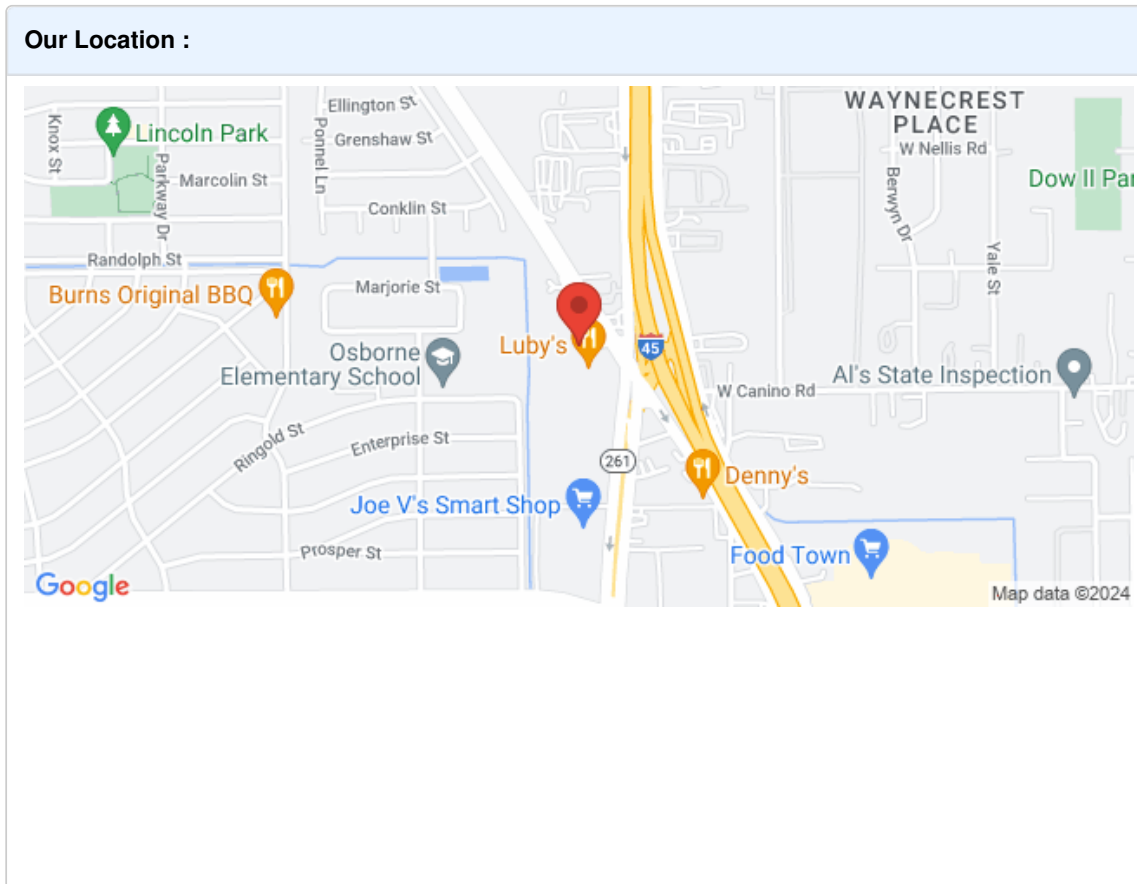 Our Location :
WAYNECREST
PLACE
Ellington St
Knox St
Lincoln Park
Ponnel Ln
Grenshaw St
W Nellis Rd
Parkway Dr
Marcolin St
Berwyn Dr
Dow II Par
Conklin St
Yale St
Randolph St
Burns Original BBQ
Marjorie St
Luby's
45
Osborne
Elementary School
Al's State Inspection
W Canino Rd
Ringold St
Enterprise St
261
Denny's
Joe V's Smart Shop
Prosper St
Food Town
Google
Map data ©2024